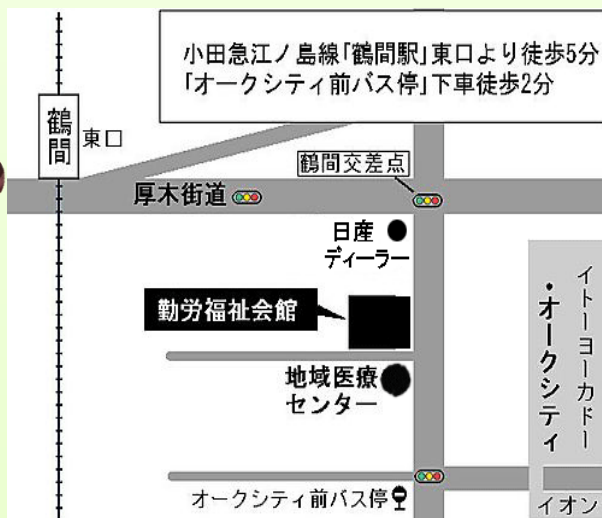 小田急江ノ島線「鶴間駅」東口より徒歩5分
「オークシティ前バス停」下車徒歩2分
鶴間
東口
鶴間交差点
厚木街道
日産
ディーラー
勤労福祉会館
地域医療
センター
イトーヨーカドー
・オークシティ
オークシティ前バス停
イオン